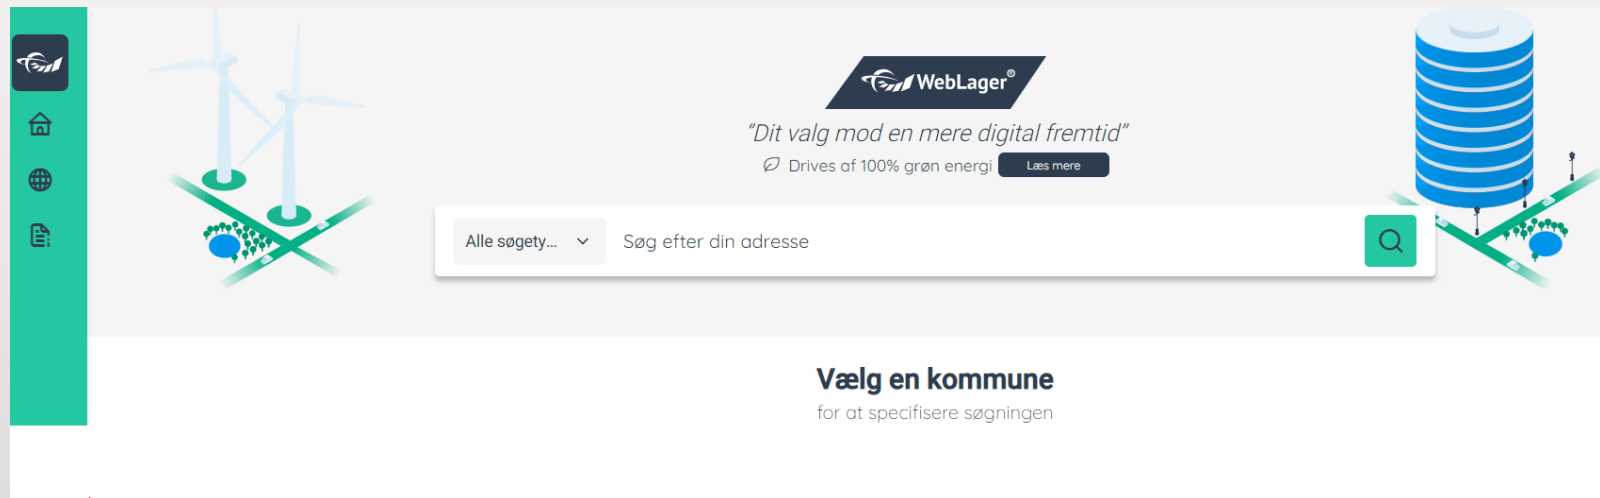 WebLager®
"Dit valg mod en mere digital fremtid"
Drives af 100% grøn energi Læs mere
Alle søgety... Søg efter din adresse
Vælg en kommune
for at specifisere søgningen